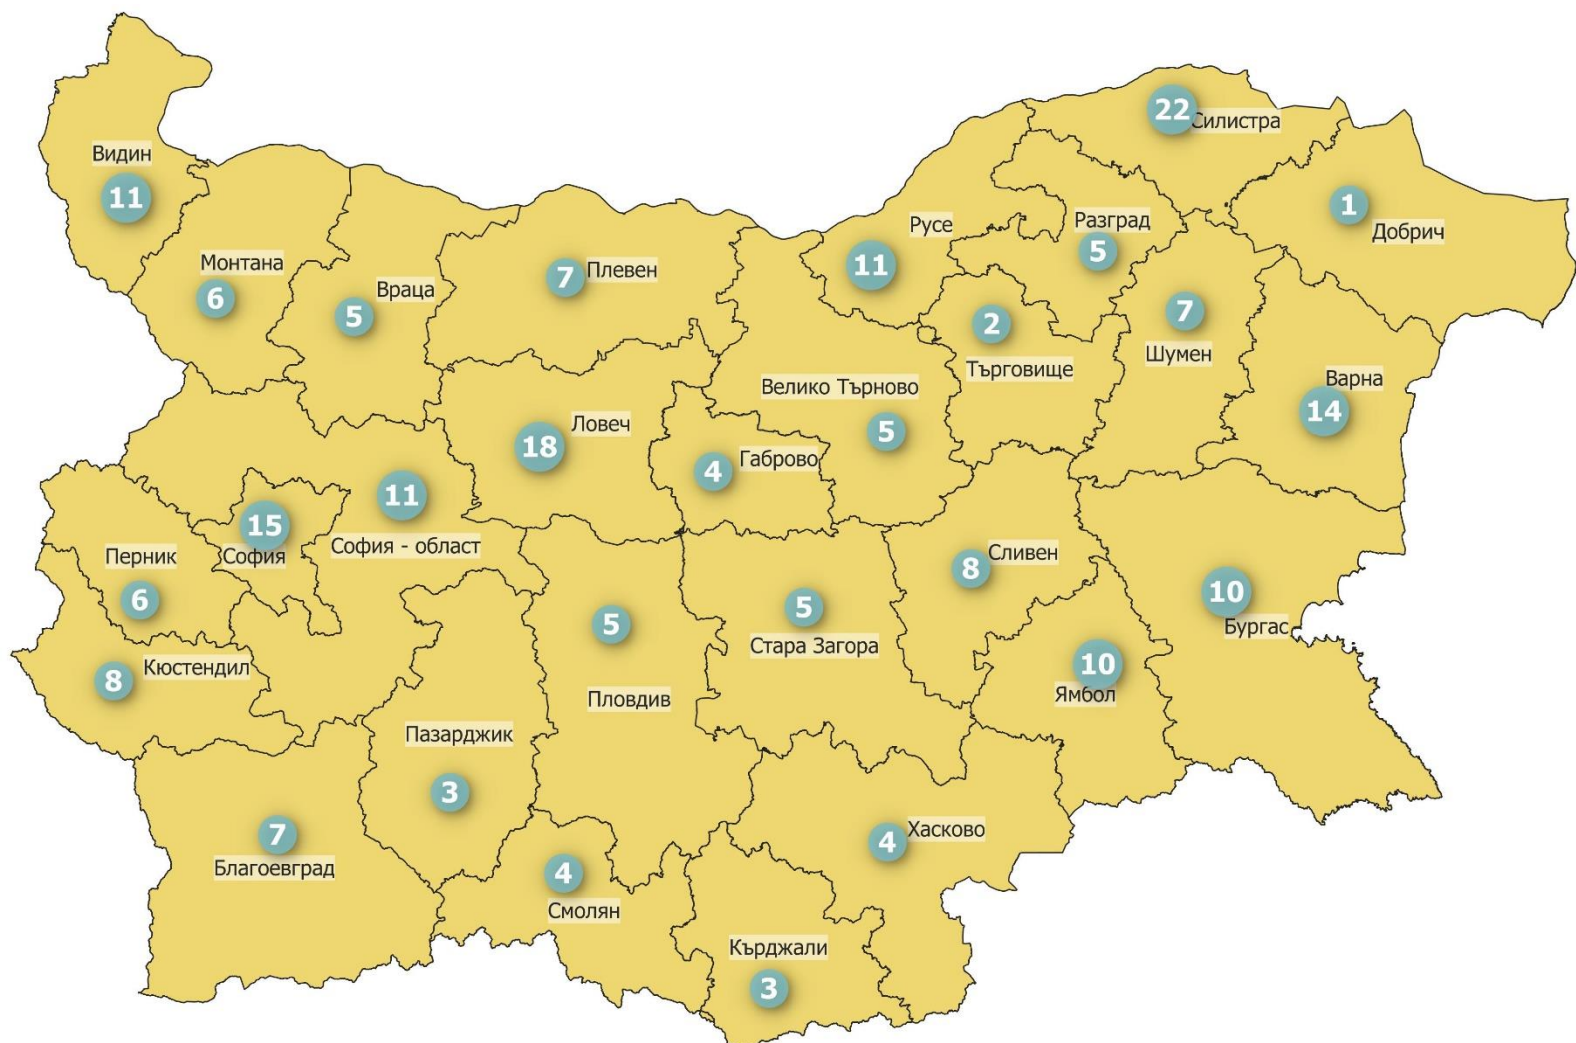 22
Силистра
Видин
11
1
Добрич
Русе
11
Разград
5
Монтана
6
Враца
5
7
Плевен
2
Търговище
7
Шумен
Варна
14
Велико Търново
5
Ловеч
18
Габрово
4
11
София - област
15
София
Перник
6
Сливен
8
10
Бургас
5
Стара Загора
5
Пловдив
Кюстендил
8
10
Ямбол
Пазарджик
3
7
Благоевград
Хасково
4
4
Смолян
Кърджали
3